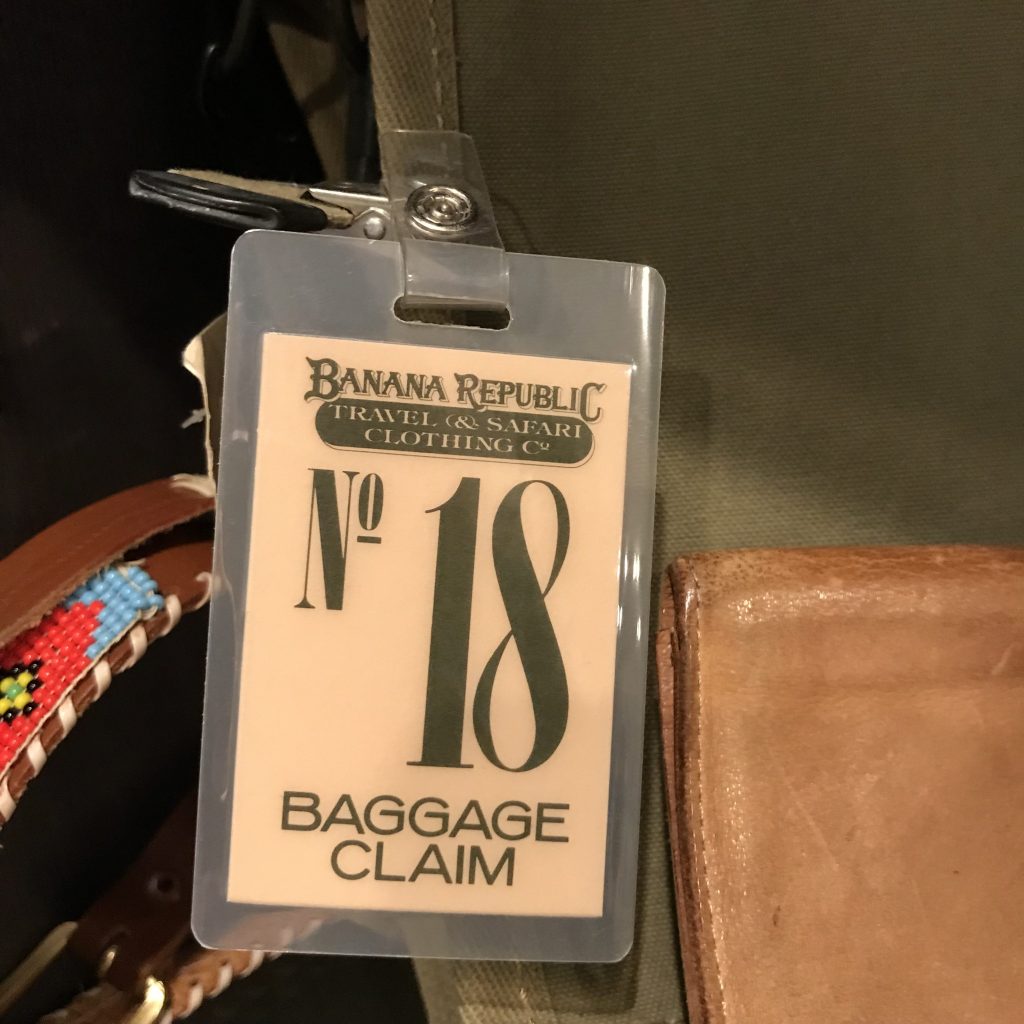 BANANA REPUBLIC
TRAVEL & SAFARI
CLOTHING Cº
Nº 18
BAGGAGE
CLAIM